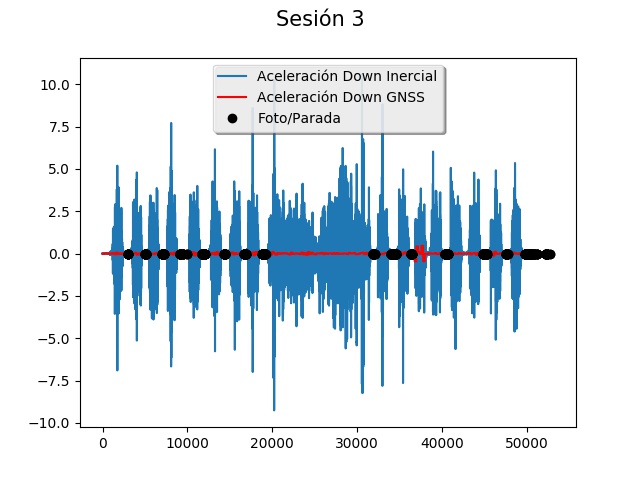 Sesión 3
Aceleración Down Inercial
Aceleración Down GNSS
Foto/Parada
10.0
7.5
5.0
2.5
0.0
−2.5
−5.0
−7.5
−10.0
0 10000 20000 30000 40000 50000